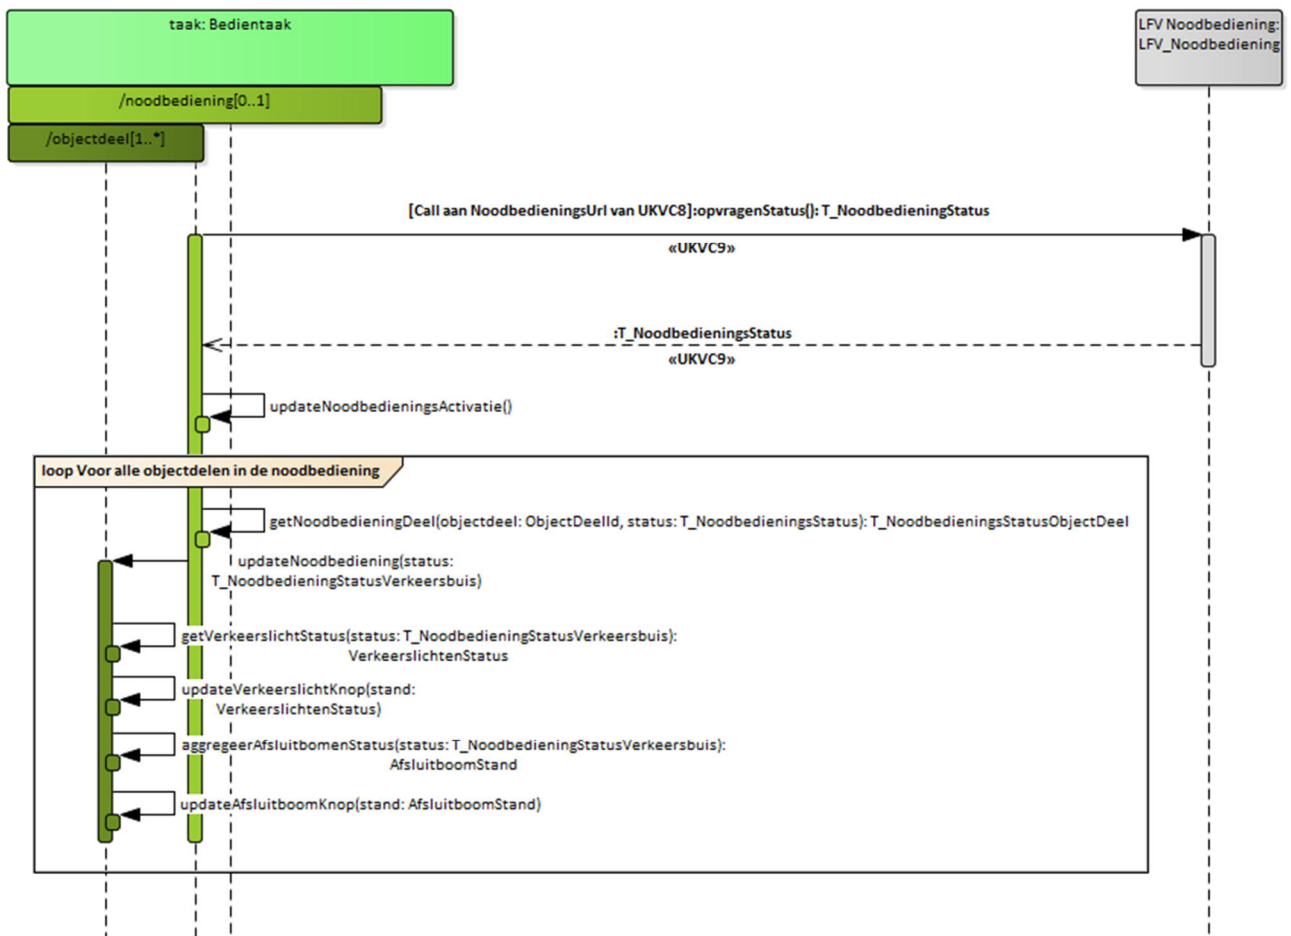 taak: Bedientaak
LFV Noodbediening:
LFV_Noodbediening
/noodbediening[0..1]
/objectdeel[1..*]
[Call aan NoodbedieningsUrl van UKVC8]:opvragenStatus(): T_NoodbedieningStatus
«UKVC9»
:T_NoodbedieningsStatus
«UKVC9»
updateNoodbedieningsActivatie()
loop Voor alle objectdelen in de noodbediening
getNoodbedieningDeel(objectdeel: ObjectDeelId, status: T_NoodbedieningsStatus): T_NoodbedieningsStatusObjectDeel
updateNoodbediening(status:
T_NoodbedieningStatusVerkeersbuis)
getVerkeerslichtStatus(status: T_NoodbedieningStatusVerkeersbuis):
VerkeerslichtenStatus
updateVerkeerslichtKnop(stand:
VerkeerslichtenStatus)
aggregeerAfsluitbomenStatus(status: T_NoodbedieningStatusVerkeersbuis):
AfsluitboomStand
updateAfsluitboomKnop(stand: AfsluitboomStand)